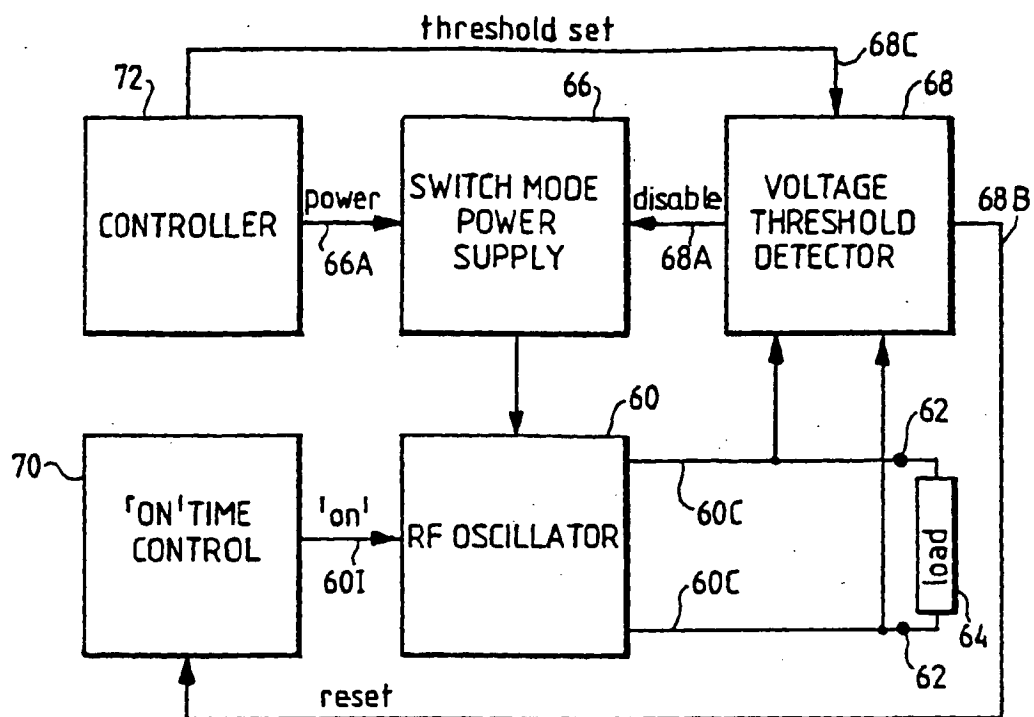 threshold set
68C
72
66
68
CONTROLLER
power
66A
SWITCH MODE
POWER
SUPPLY
disable
68A
VOLTAGE
THRESHOLD
DETECTOR
68B
60
62
70
'ON' TIME
CONTROL
'on'
60I
RF OSCILLATOR
60C
60C
load
64
62
reset